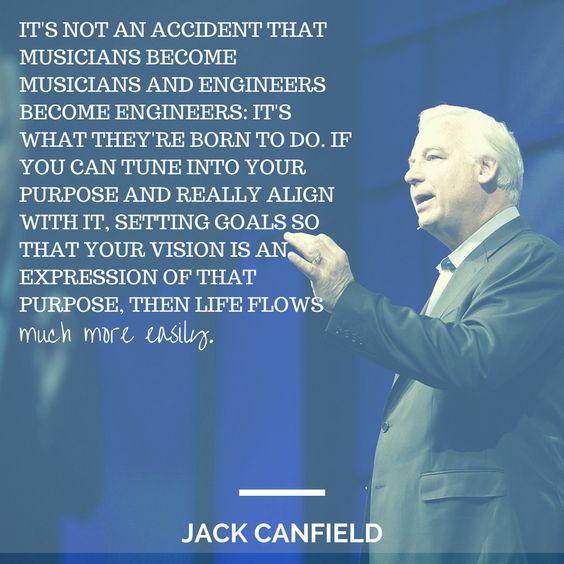 IT'S NOT AN ACCIDENT THAT
MUSICIANS BECOME
MUSICIANS AND ENGINEERS
BECOME ENGINEERS: IT'S
WHAT THEY'RE BORN TO DO. IF
YOU CAN TUNE INTO YOUR
PURPOSE AND REALLY ALIGN
WITH IT, SETTING GOALS SO
THAT YOUR VISION IS AN
EXPRESSION OF THAT
PURPOSE, THEN LIFE FLOWS
much more easily.
JACK CANFIELD